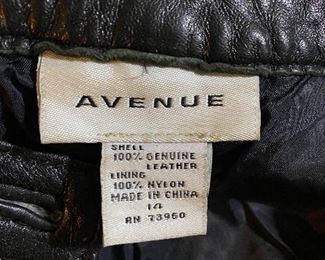 AVENUE
SHELL
100% GENUINE
LEATHER
LINING
100% NYLON
MADE IN CHINA
14
RN 73960